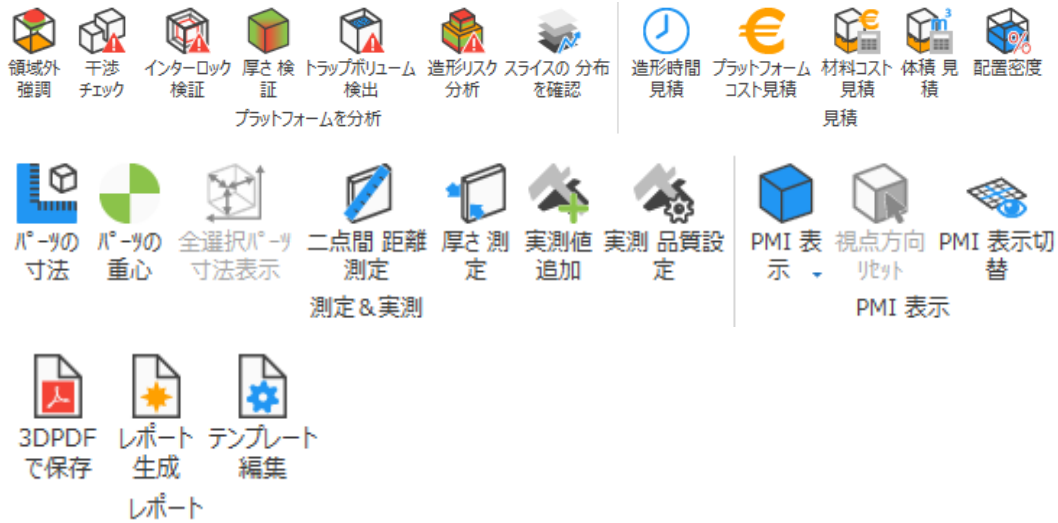 領域外 干渉 インターロック 厚さ 検 トラップボリューム 造形リスク スライスの 分布 造形時間 プラットフォーム 材料コスト 体積 見 配置密度
強調 チェック 検証 証 検出 分析 を確認 見積 コスト見積 見積 積
プラットフォームを分析 見積
パーツの パーツの 全選択パーツ 二点間 距離 厚さ 測 実測値 実測 品質設 PMI 表 視点方向 PMI 表示切
寸法 重心 寸法表示 測定 定 追加 定 示 リセット 替
測定＆実測 PMI 表示
3DPDF レポート テンプレート
で保存 生成 編集
レポート